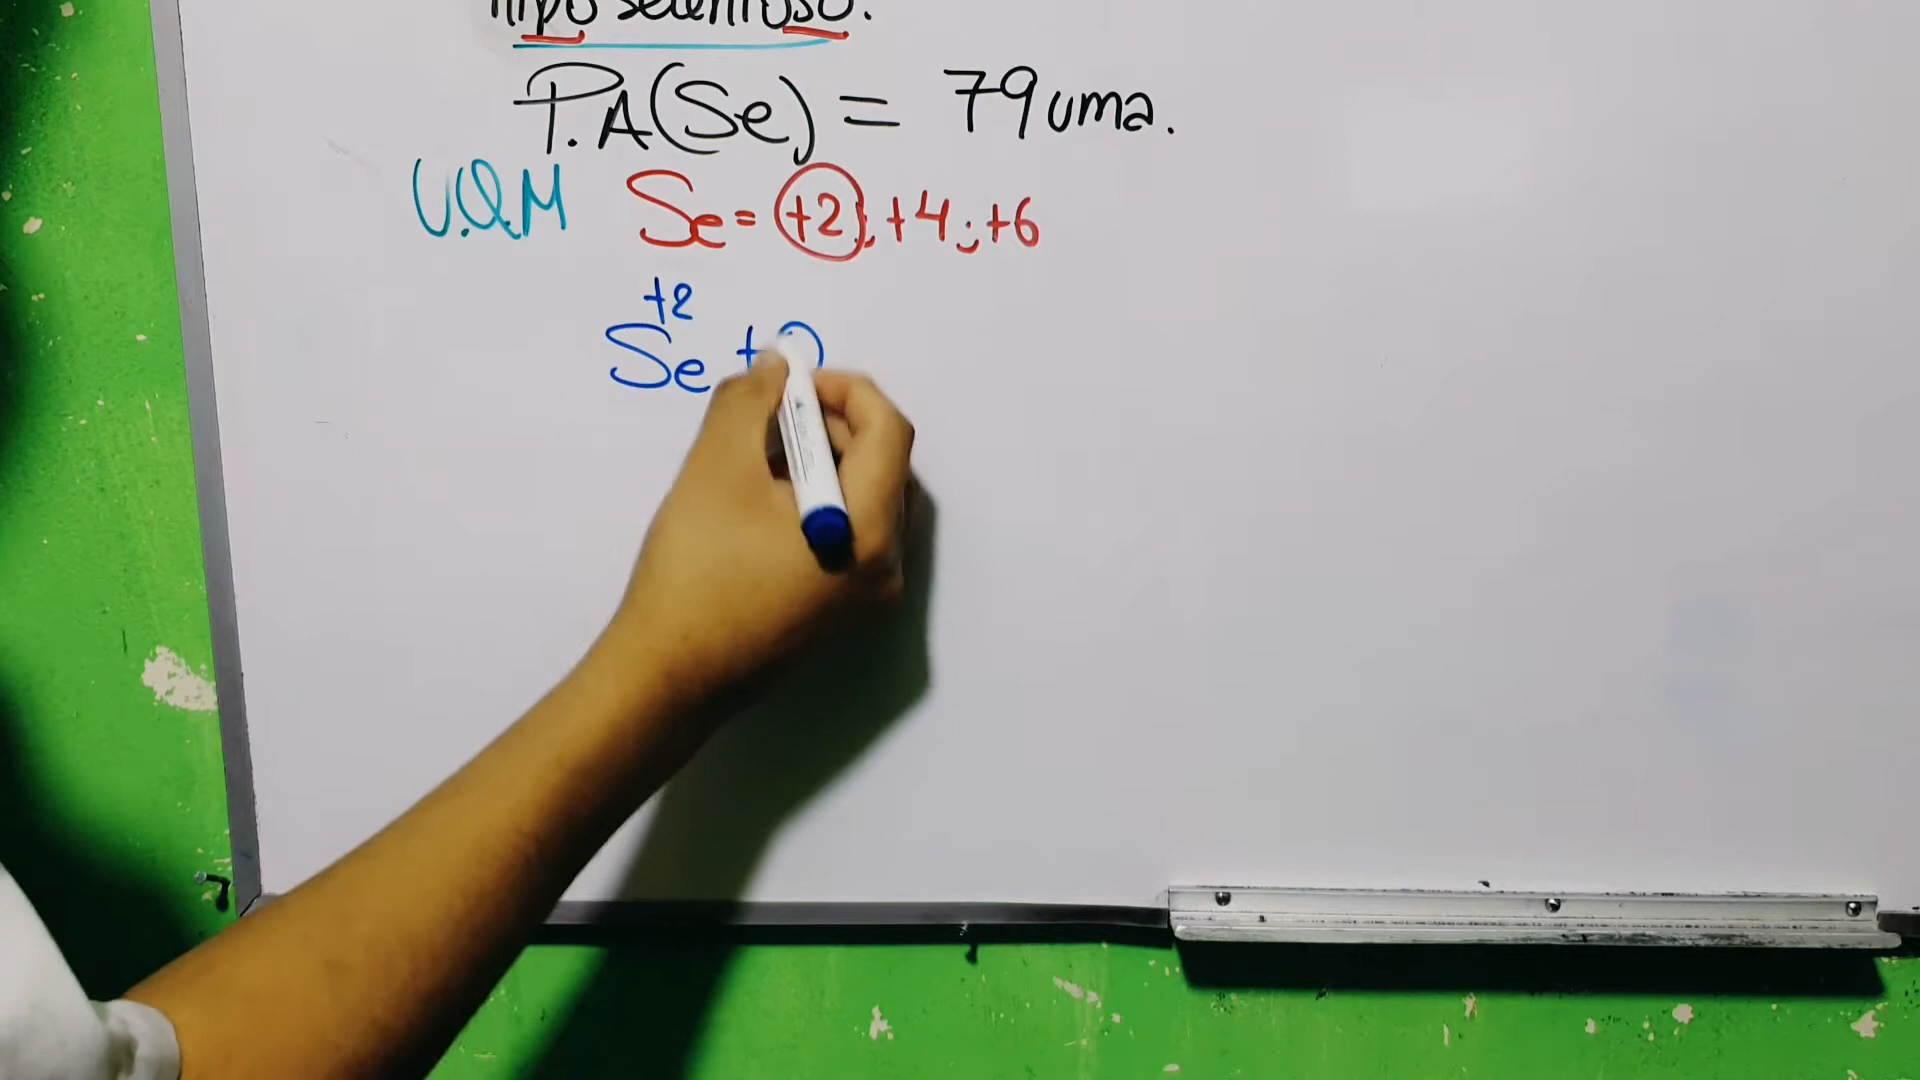 hipo selenioso.
P.A(Se) = 79 uma.
U.Q.M Se = +2; +4; +6
+2
Se + O